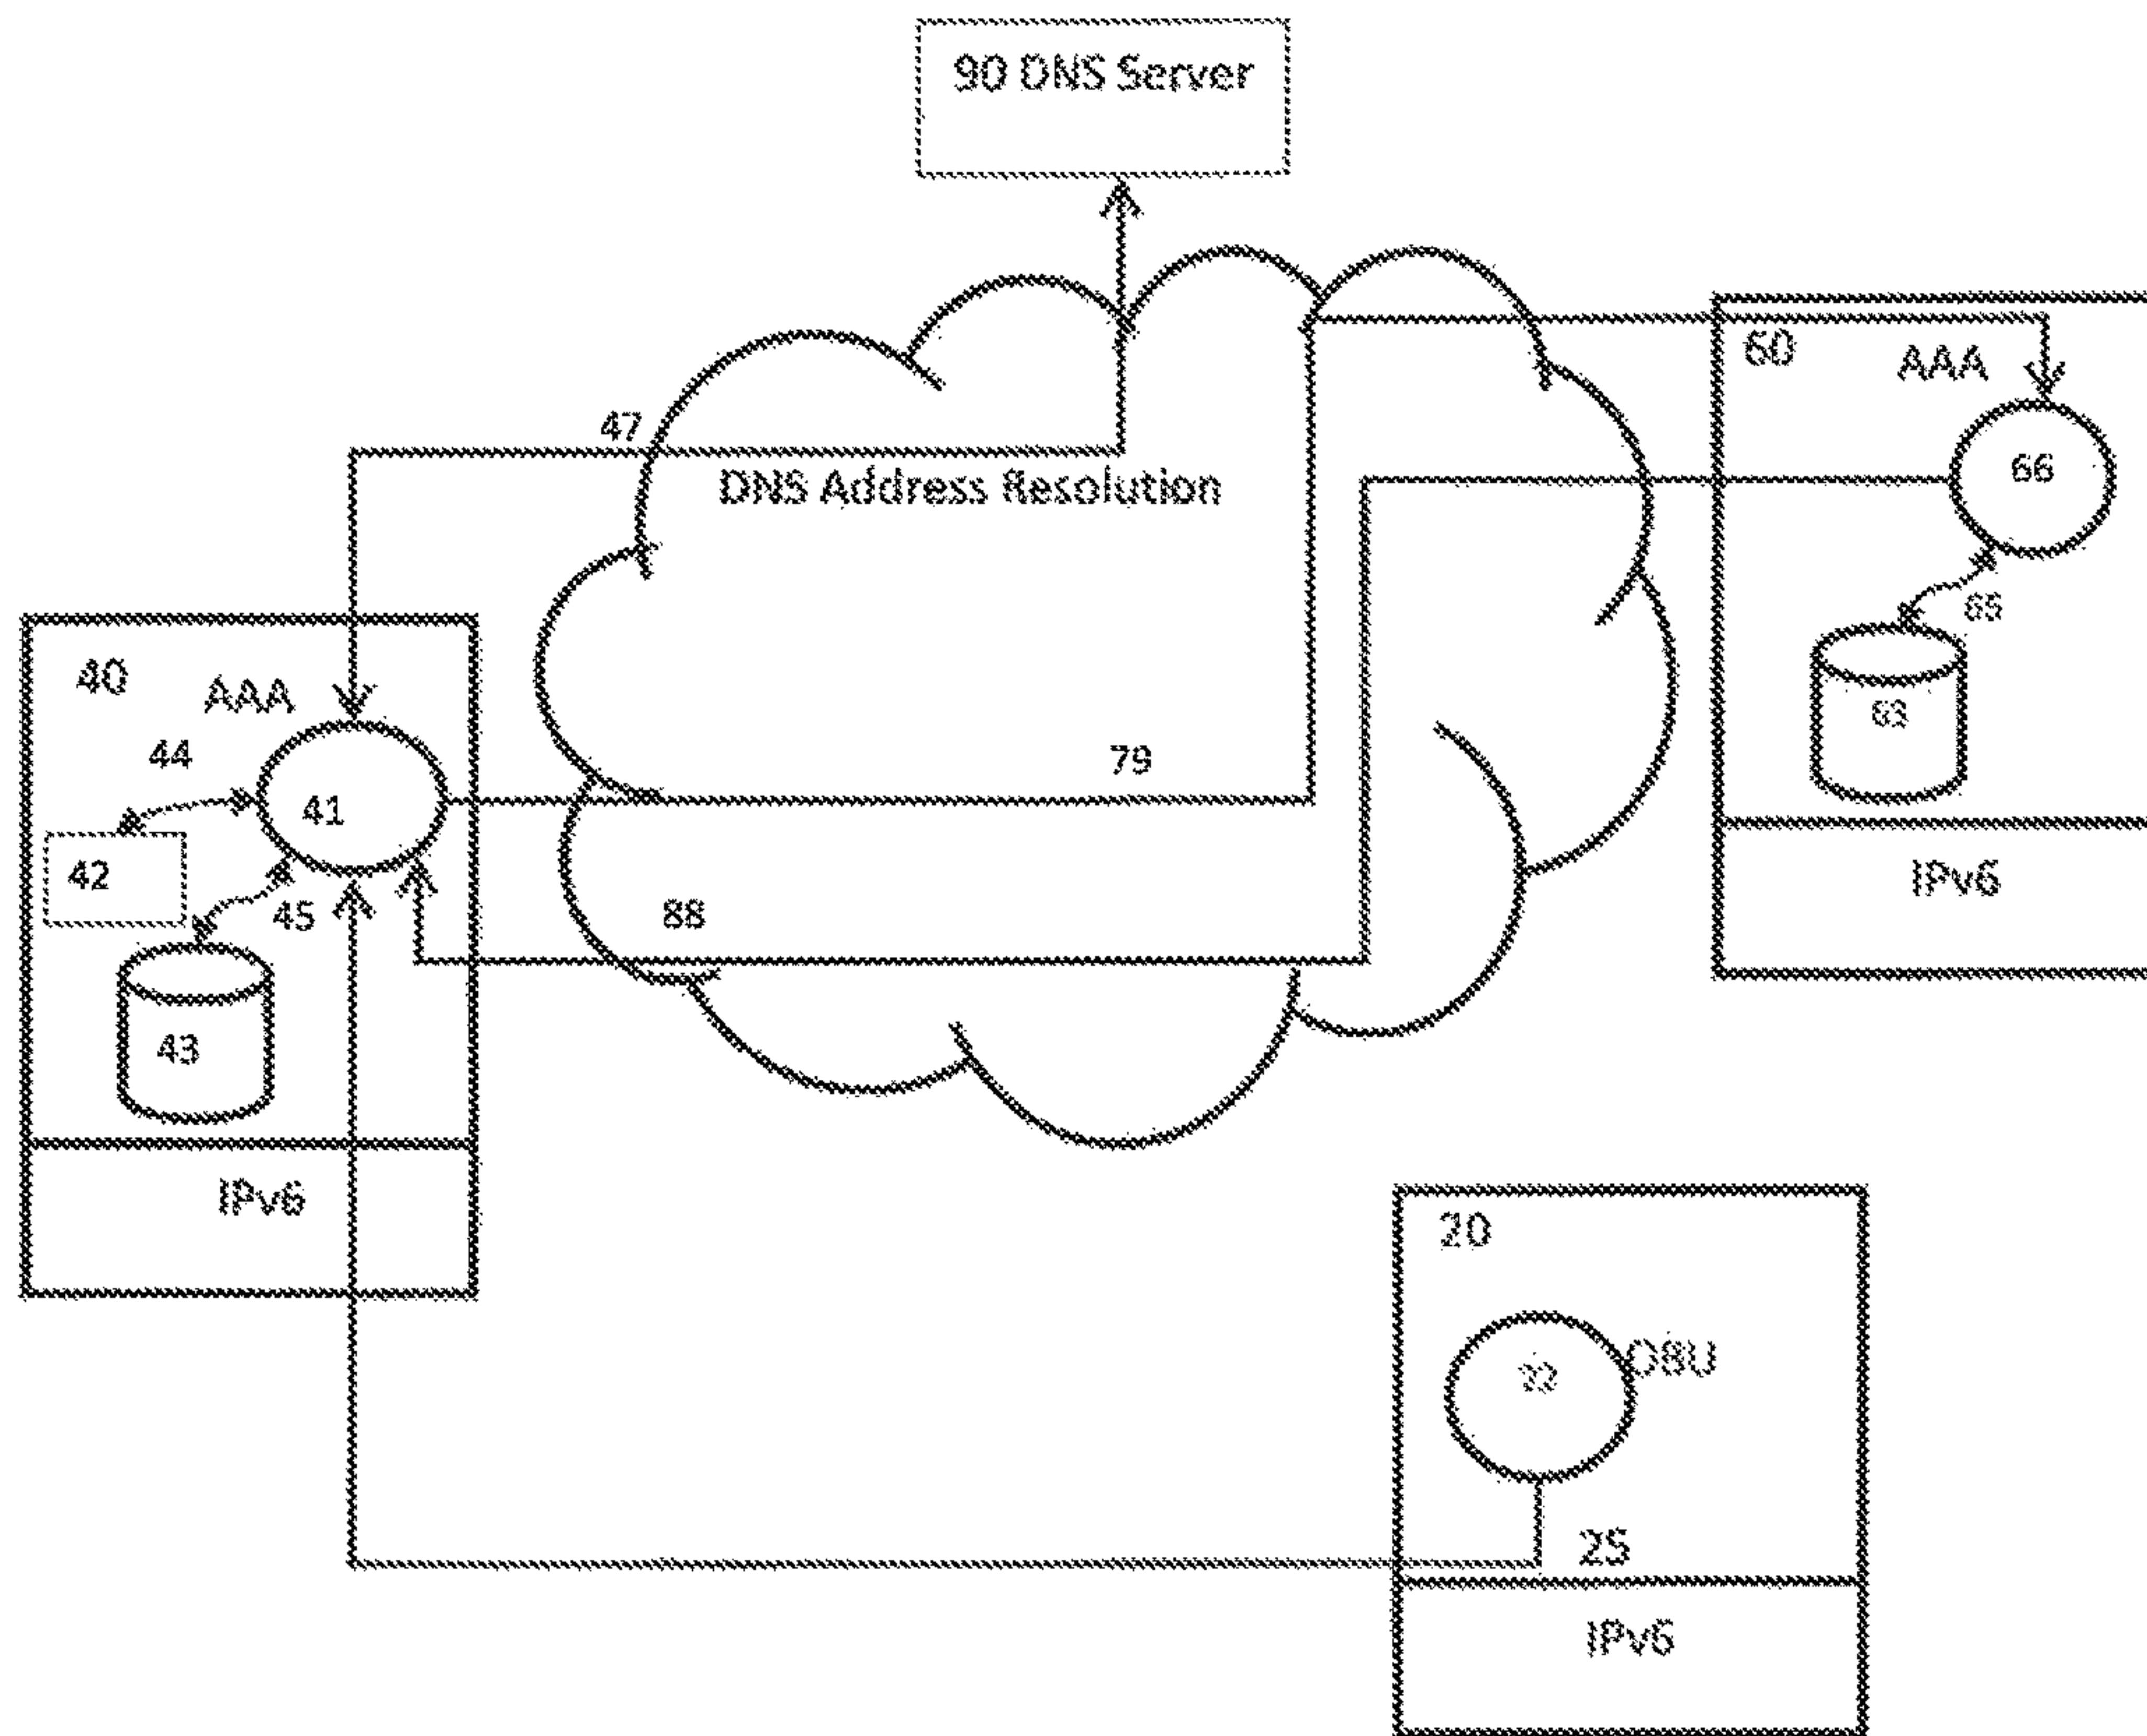 90 DNS Server
47
DNS Address Resolution
60
AAA
66
65
63
IPv6
40
AAA
44
41
42
45
43
IPv6
79
88
20
OBU
25
IPv6